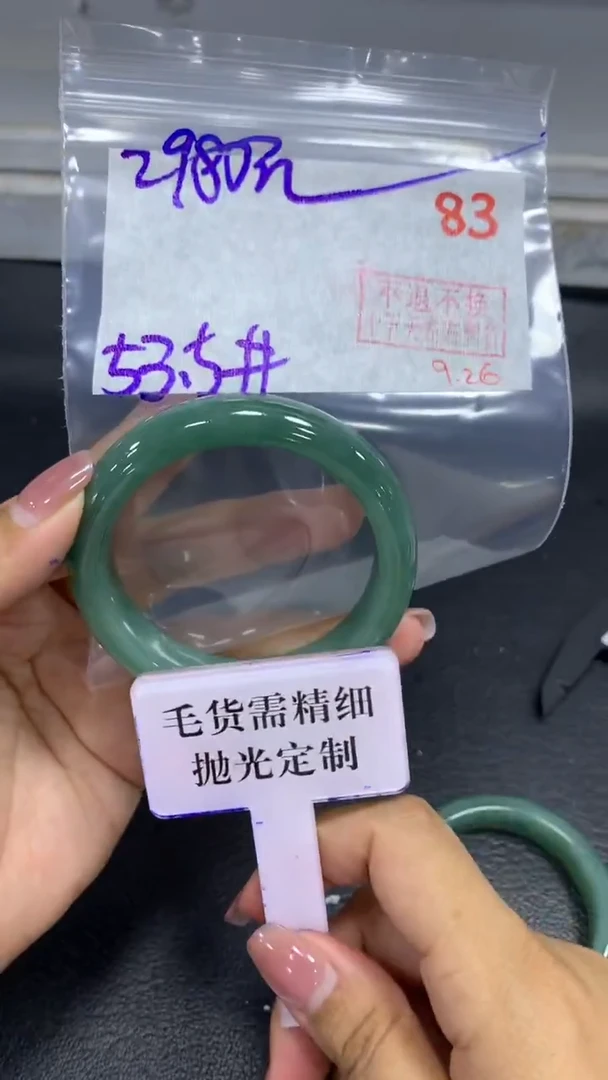 2980元
83
不退不换
9.26
53.5#
毛货需精细
抛光定制